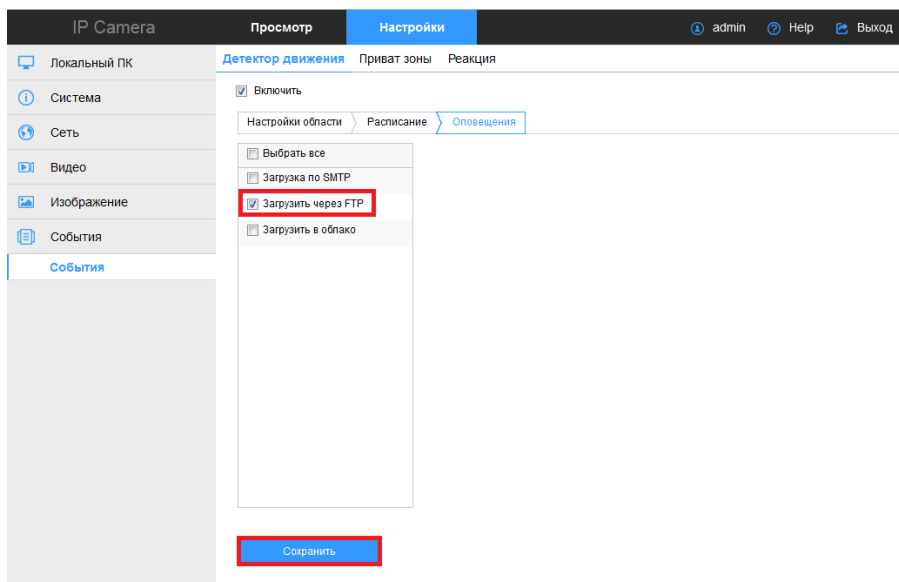 IP Camera Просмотр Настройки admin Help Выход
Локальный ПК
Система
Сеть
Видео
Изображение
События
События
Детектор движения Приват зоны Реакция
Включить
Настройки области Расписание Оповещения
Выбрать все
Загрузка по SMTP
Загрузить через FTP
Загрузить в облако
Сохранить